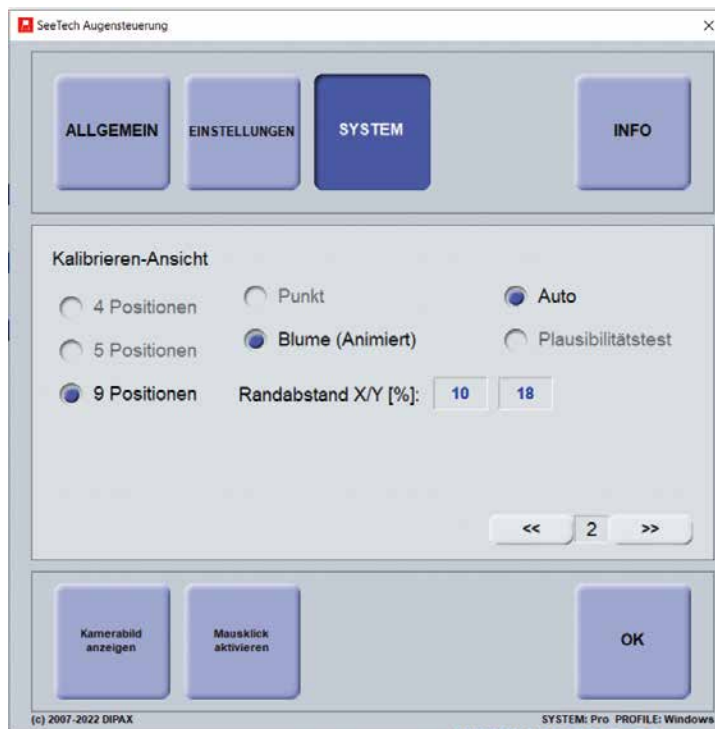 SeeTech Augensteuerung
ALLGEMEIN EINSTELLUNGEN SYSTEM INFO
Kalibrieren-Ansicht
4 Positionen Punkt Auto
5 Positionen Blume (Animiert) Plausibilitätstest
9 Positionen Randabstand X/Y [%]: 10 18
<< 2 >>
Kamerabild anzeigen Mausklick aktivieren OK
(c) 2007-2022 DIPAX SYSTEM: Pro PROFILE: Windows